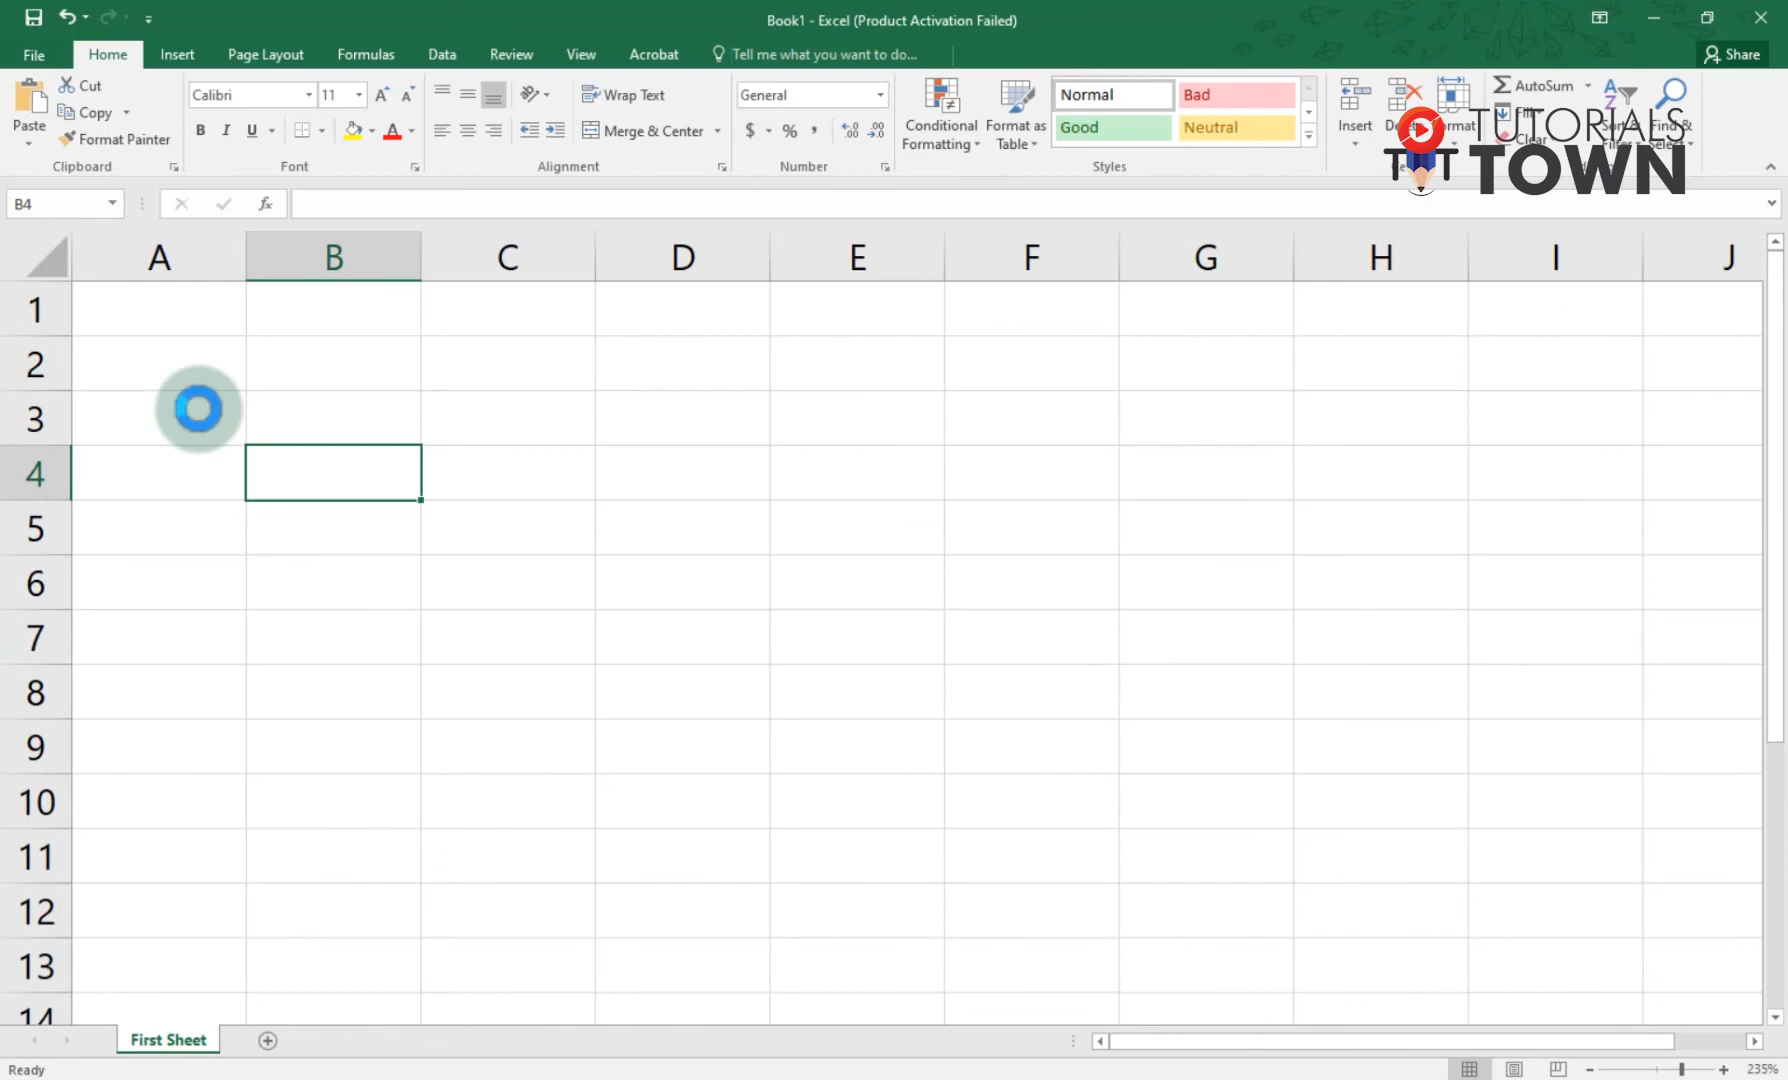 Book1 - Excel (Product Activation Failed)
File Home Insert Page Layout Formulas Data Review View Acrobat Tell me what you want to do... Share
Paste
Cut
Copy
Format Painter
Clipboard
Calibri 11
B I U
Font
Wrap Text
Merge & Center
Alignment
General
$ % ,
Number
Conditional Formatting
Format as Table
Normal Bad
Good Neutral
Styles
Insert
AutoSum
Fill
Clear
TUTORIALS
TOWN
B4
fx
A B C D E F G H I J
1
2
3
4
5
6
7
8
9
10
11
12
13
14
First Sheet
Ready
235%